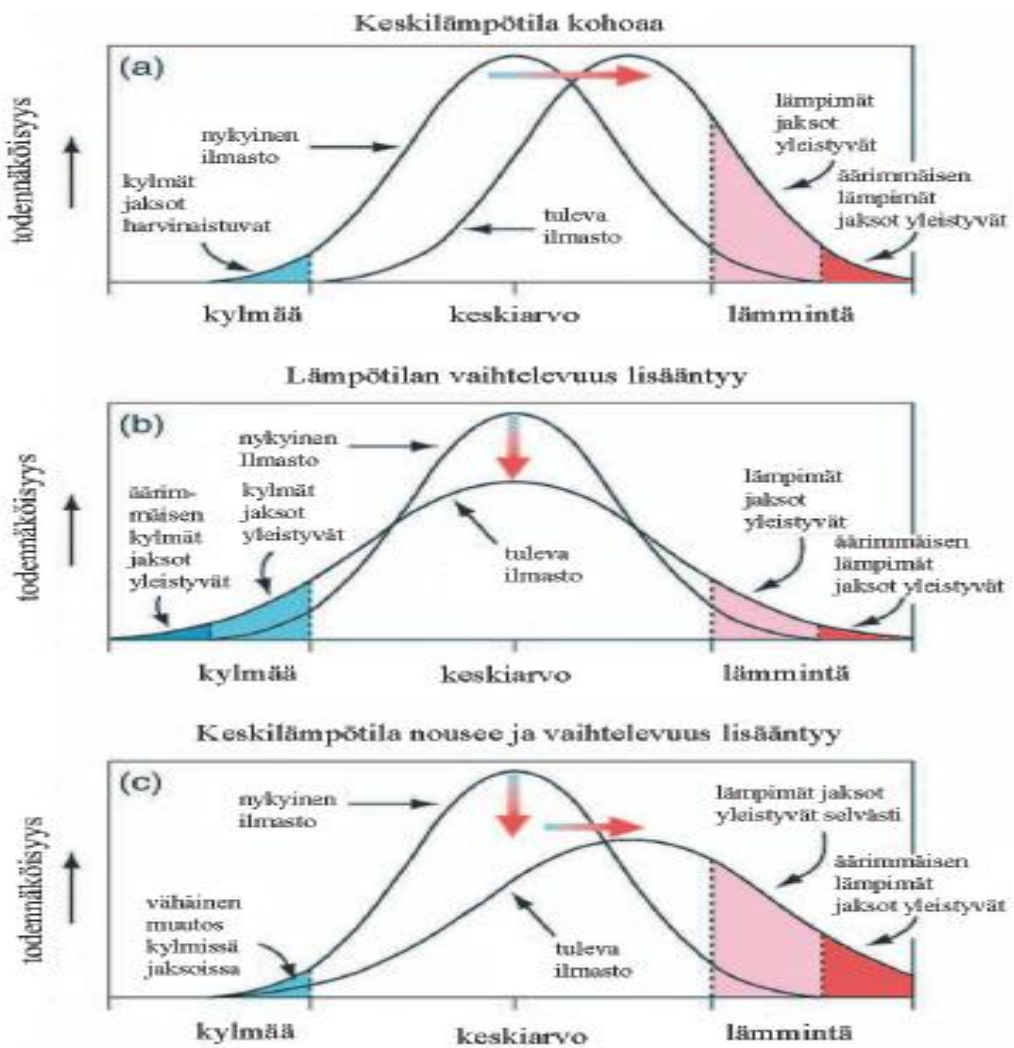 Keskilämpötila kohoaa
(a)
todennäköisyys
nykyinen
ilmasto
kylmät
jaksot
harvinaistuvat
tuleva
ilmasto
lämpimät
jaksot
yleistyvät
äärimmäisen
lämpimät
jaksot yleistyvät
kylmää
keskiarvo
lämmintä
Lämpötilan vaihtelevuus lisääntyy
(b)
todennäköisyys
nykyinen
Ilmasto
äärim-
mäisen
kylmät
jaksot
yleistyvät
kylmät
jaksot
yleistyvät
tuleva
ilmasto
lämpimät
jaksot
yleistyvät
äärimmäisen
lämpimät
jaksot yleistyvät
kylmää
keskiarvo
lämmintä
Keskilämpötila nousee ja vaihtelevuus lisääntyy
(c)
todennäköisyys
nykyinen
ilmasto
vähäinen
muutos
kylmissä
jaksoissa
tuleva
ilmasto
lämpimät jaksot
yleistyvät selvästi
äärimmäisen
lämpimät
jaksot yleistyvät
kylmää
keskiarvo
lämmintä